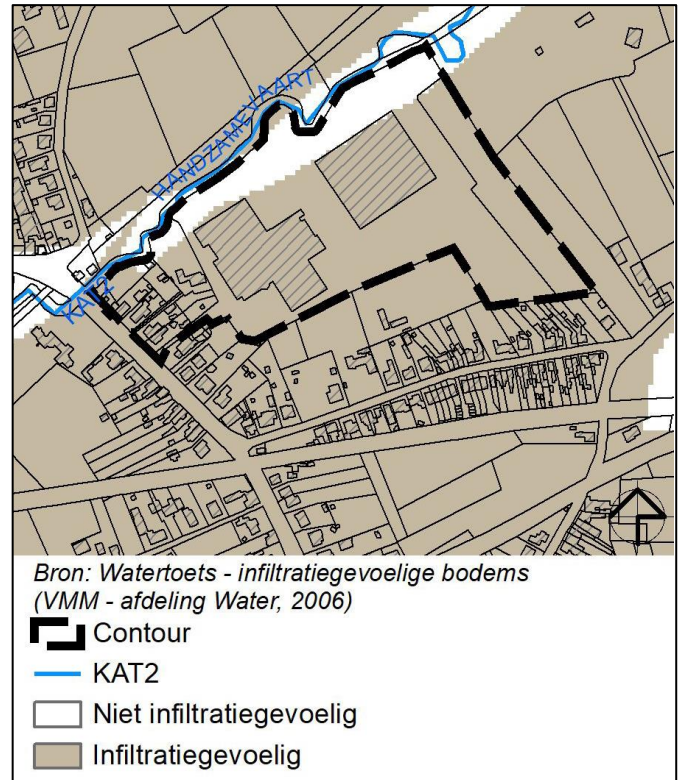 HANDZAMEVAART
KAT2
Bron: Watertoets - infiltratiegevoelige bodems
(VMM - afdeling Water, 2006)
Contour
KAT2
Niet infiltratiegevoelig
Infiltratiegevoelig